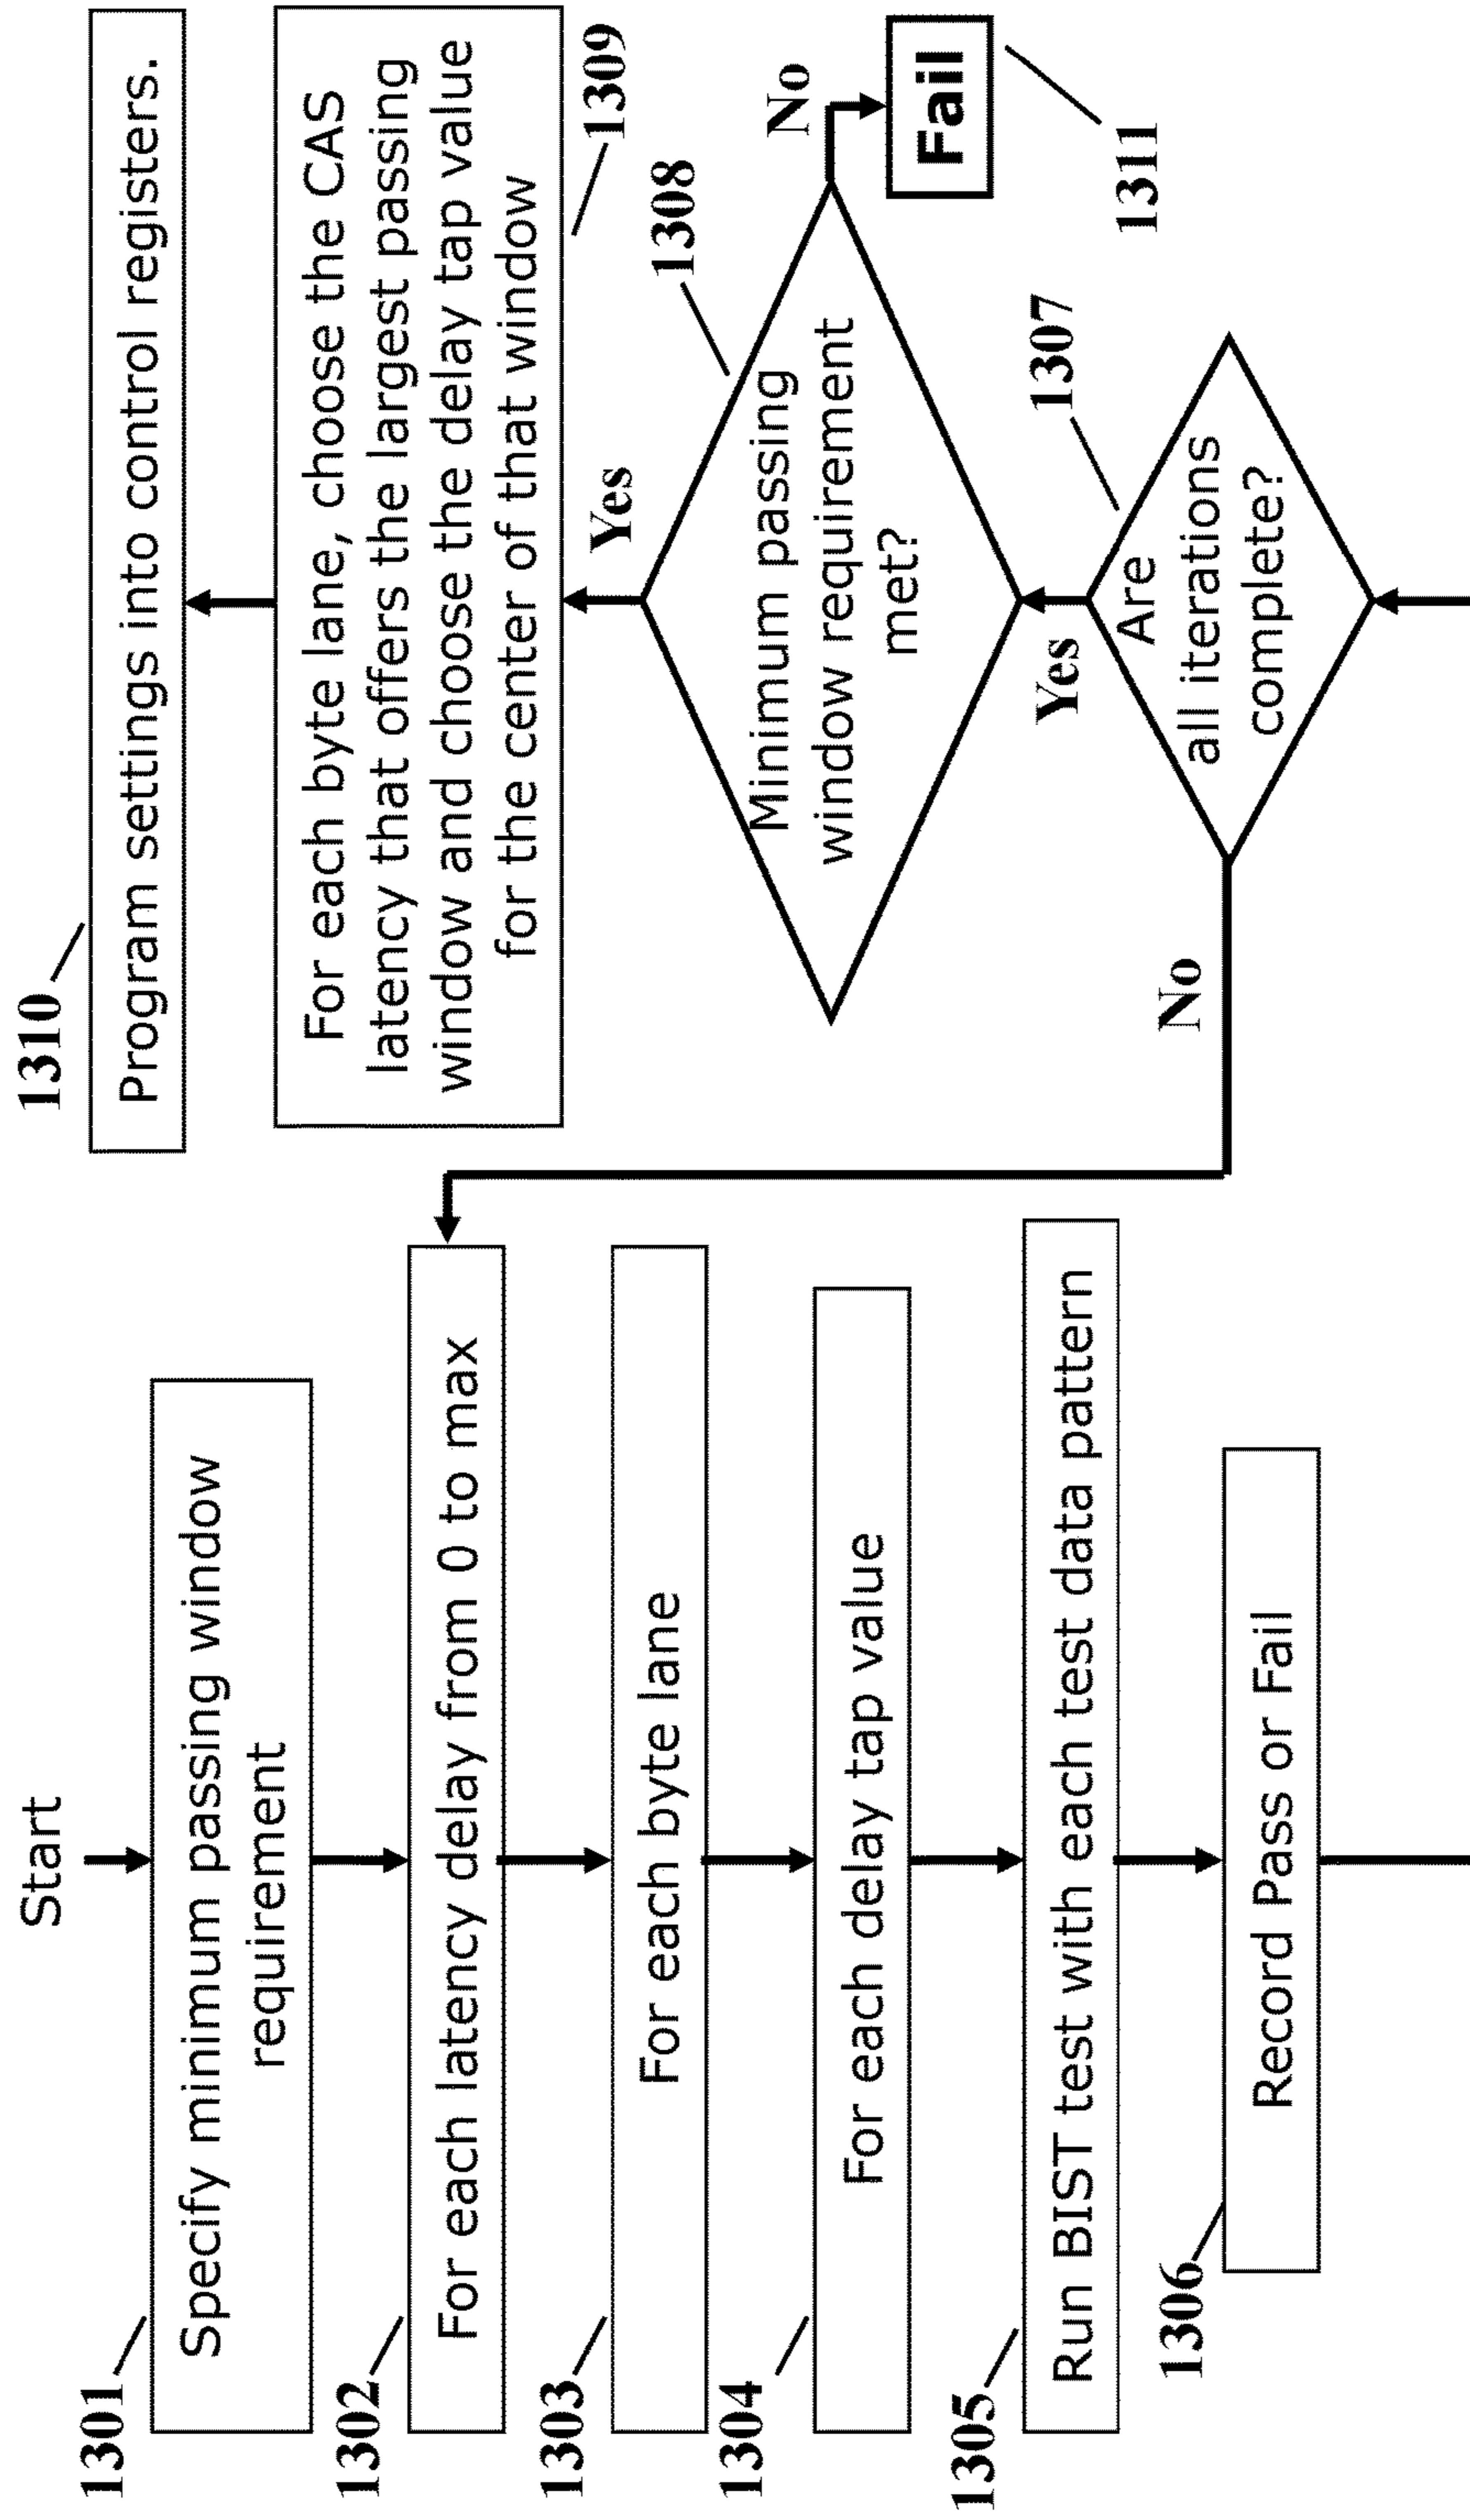 Start
1301
Specify minimum passing window
requirement
1302
For each latency delay from 0 to max
1303
For each byte lane
1304
For each delay tap value
1305
Run BIST test with each test data pattern
1306
Record Pass or Fail
1307
Are
all iterations
complete?
No
Yes
1308
Minimum passing
window requirement
met?
No
Fail
1311
Yes
1309
For each byte lane, choose the CAS
latency that offers the largest passing
window and choose the delay tap value
for the center of that window
1310
Program settings into control registers.